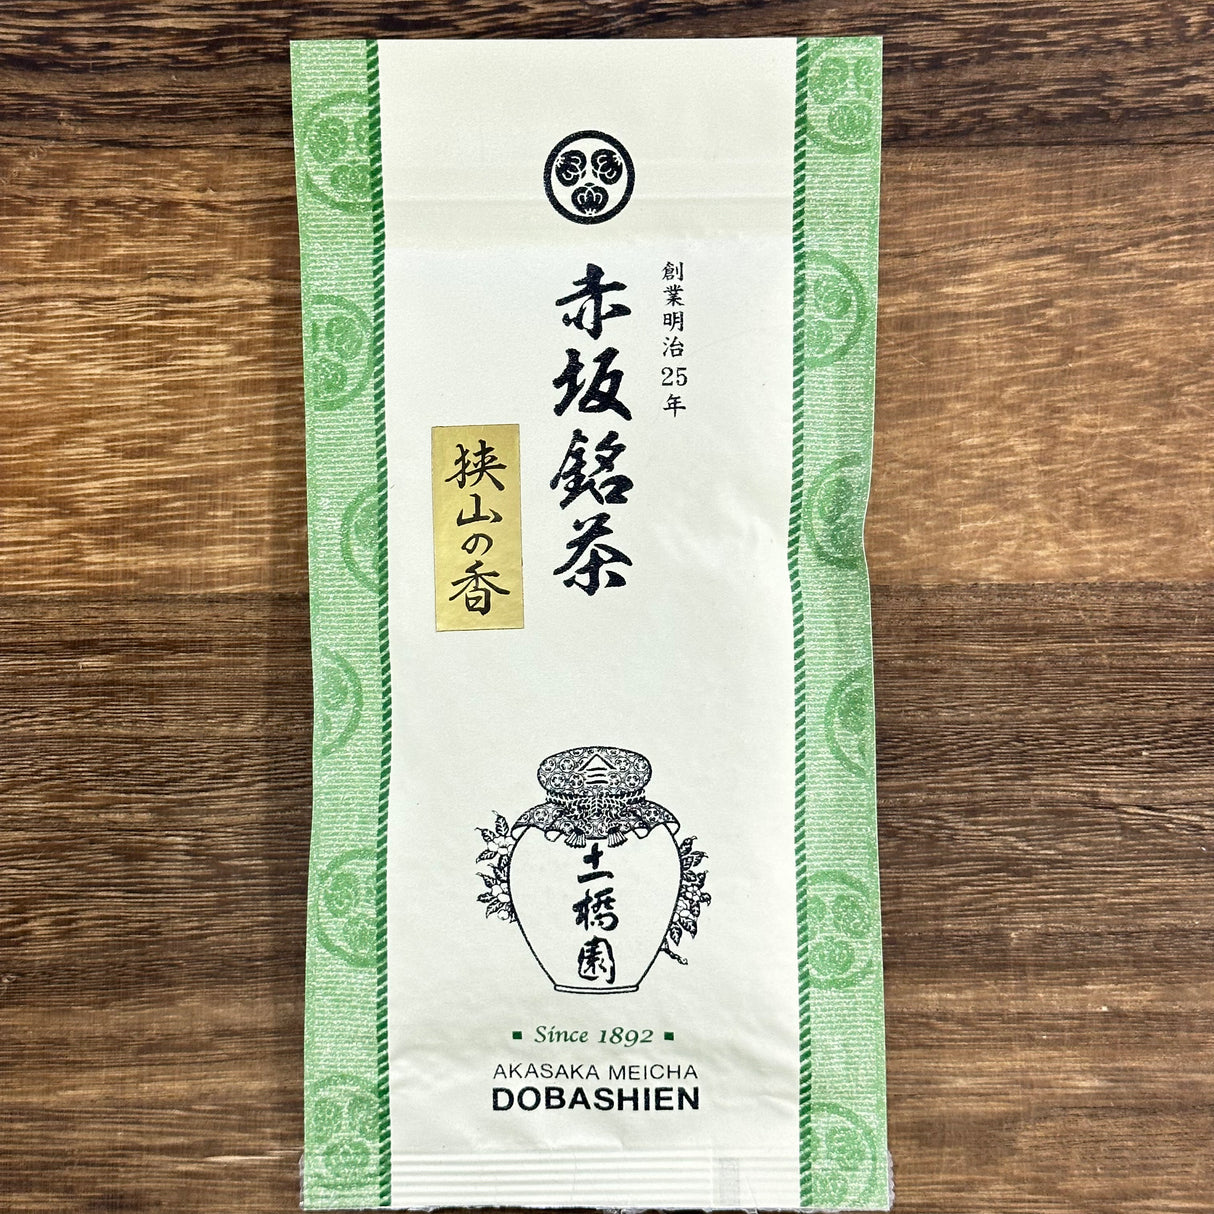 創業明治25年
赤坂銘茶
狭山の香
土橋園
Since 1892
AKASAKA MEICHA
DOBASHIEN